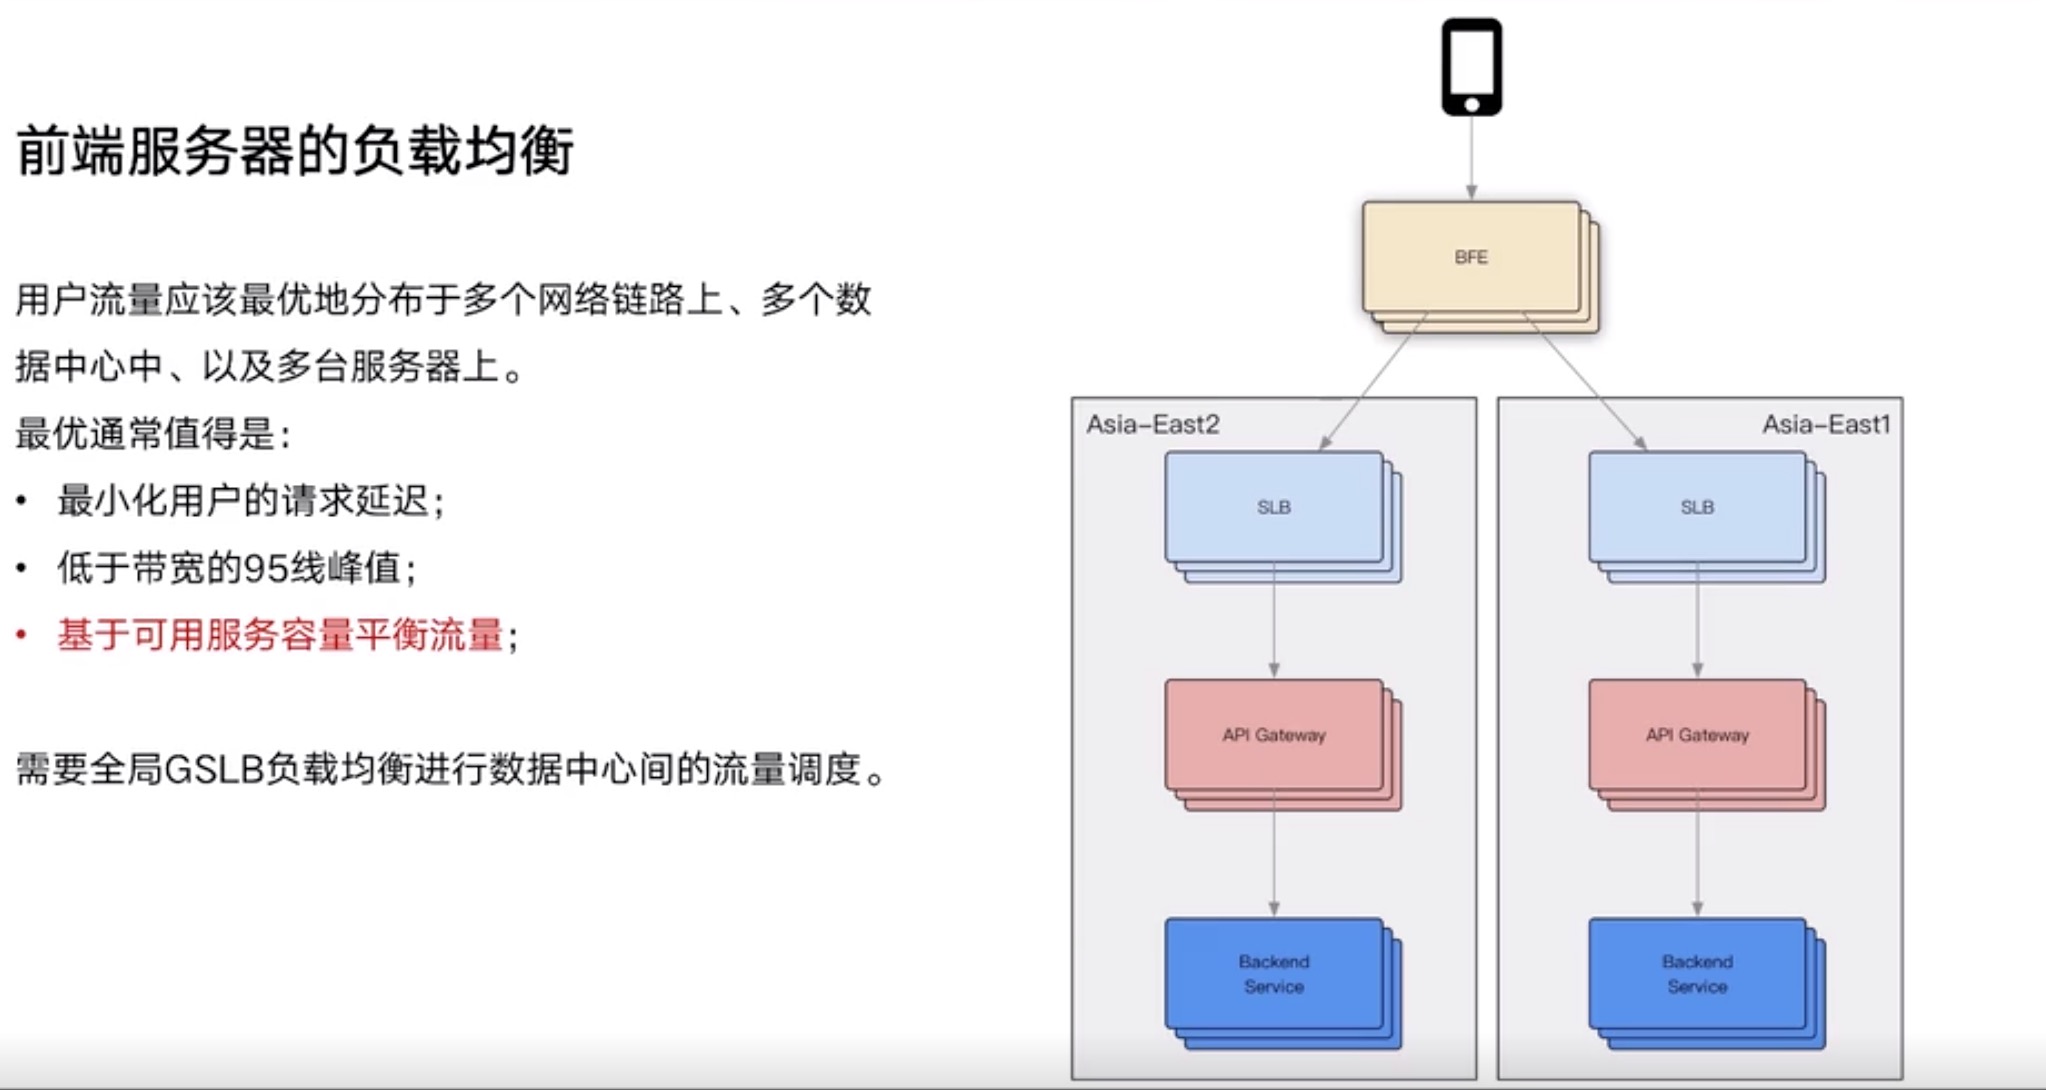 前端服务器的负载均衡
用户流量应该最优地分布于多个网络链路上、多个数
据中心中、以及多台服务器上。
最优通常值得是：
• 最小化用户的请求延迟；
• 低于带宽的95线峰值；
• 基于可用服务容量平衡流量；
需要全局GSLB负载均衡进行数据中心间的流量调度。
BFE
Asia-East2
SLB
API Gateway
Backend
Service
Asia-East1
SLB
API Gateway
Backend
Service